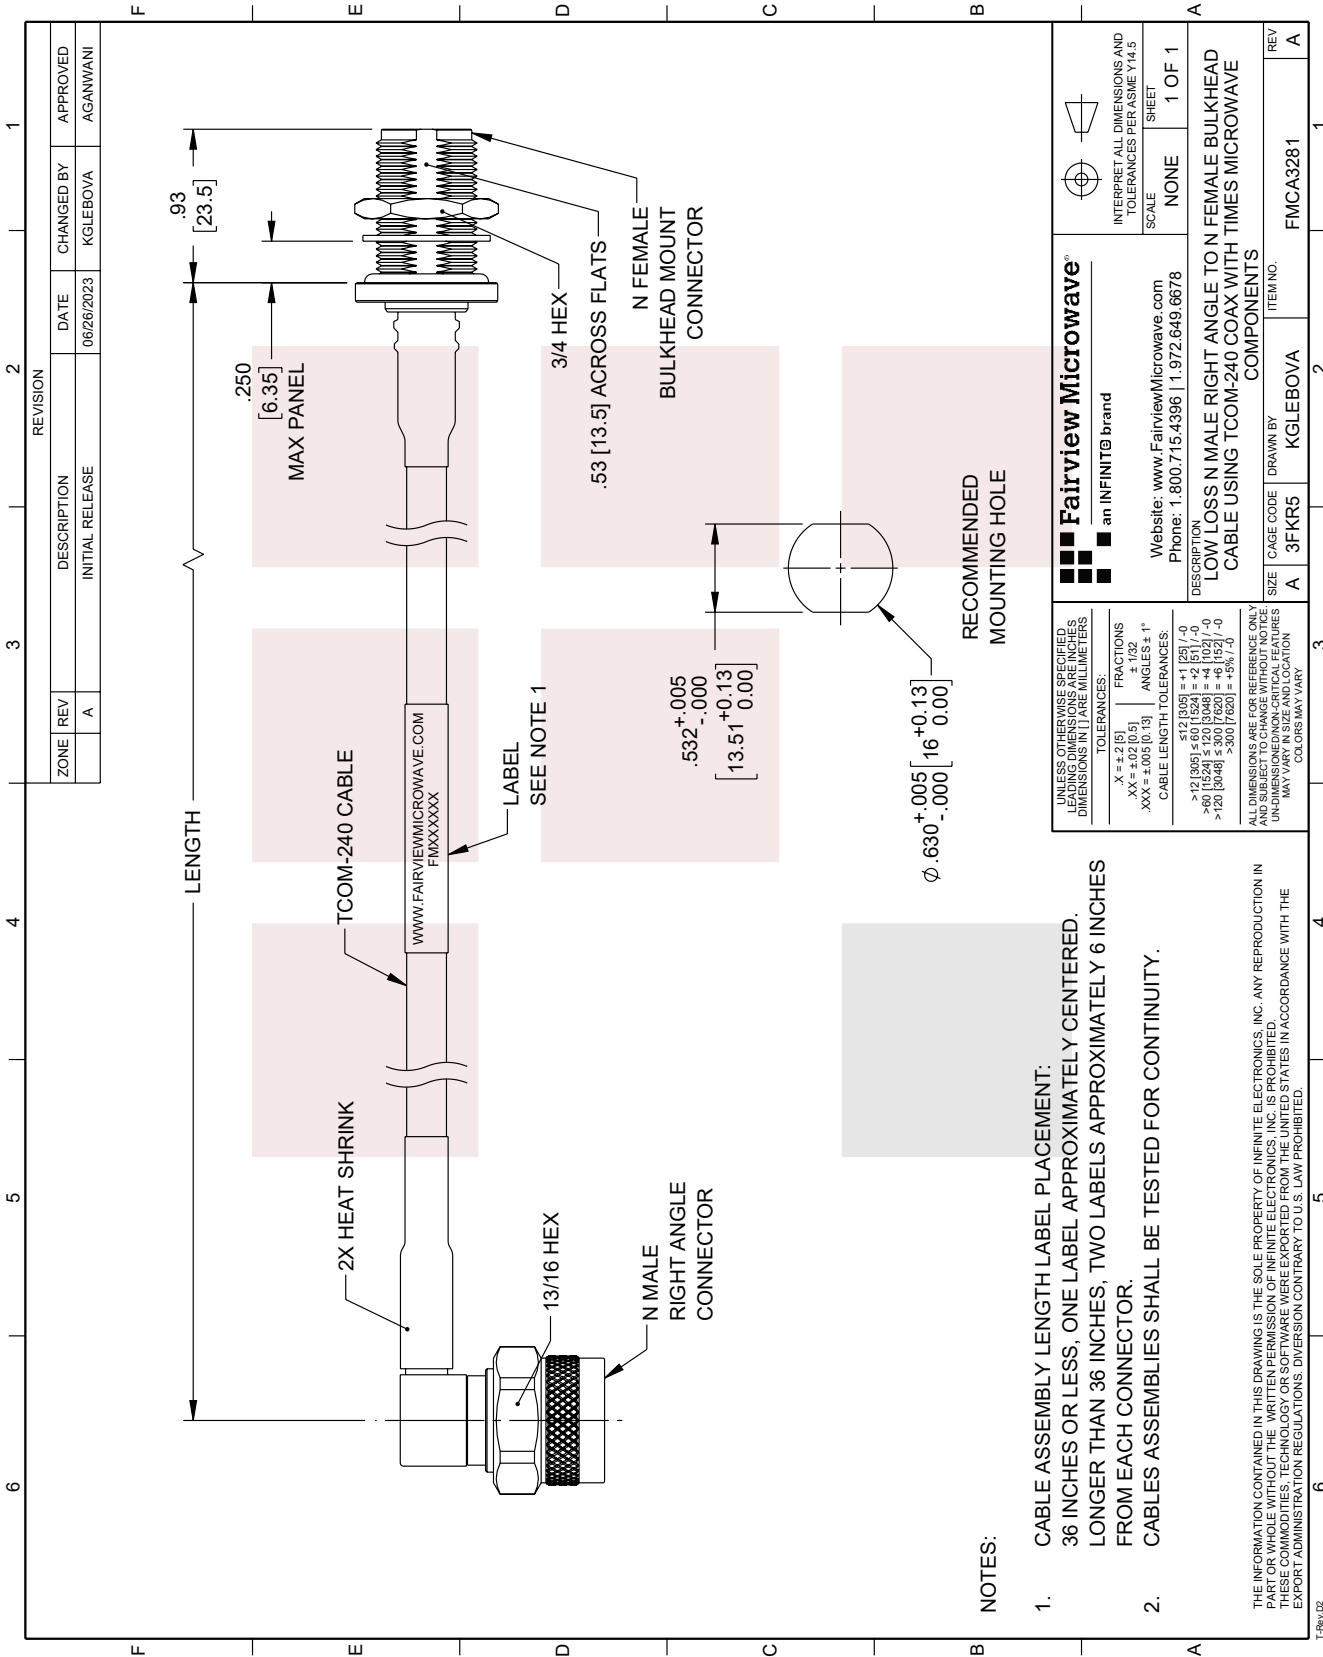 REVISION
ZONE REV DESCRIPTION DATE CHANGED BY APPROVED
A INITIAL RELEASE 06/26/2023 KGLEBOVA AGANWANI
6 5 4 3 2 1
F
E
D
C
B
A
F
E
D
C
B
A
6 5 4 3 2 1
LENGTH
.93
[23.5]
.250
[6.35]
MAX PANEL
2X HEAT SHRINK
TCOM-240 CABLE
WWW.FAIRVIEWMICROWAVE.COM
FMXXXXXX
LABEL
SEE NOTE 1
13/16 HEX
N MALE
RIGHT ANGLE
CONNECTOR
3/4 HEX
.53 [13.5] ACROSS FLATS
N FEMALE
BULKHEAD MOUNT
CONNECTOR
.532 +.005 -.000
[13.51 +0.13 0.00]
Ø.630 +.005 -.000 [16 +0.13 0.00]
RECOMMENDED
MOUNTING HOLE
NOTES:
1. CABLE ASSEMBLY LENGTH LABEL PLACEMENT:
36 INCHES OR LESS, ONE LABEL APPROXIMATELY CENTERED.
LONGER THAN 36 INCHES, TWO LABELS APPROXIMATELY 6 INCHES
FROM EACH CONNECTOR.
2. CABLES ASSEMBLIES SHALL BE TESTED FOR CONTINUITY.
THE INFORMATION CONTAINED IN THIS DRAWING IS THE SOLE PROPERTY OF INFINITE ELECTRONICS, INC. ANY REPRODUCTION IN
PART OR WHOLE WITHOUT THE WRITTEN PERMISSION OF INFINITE ELECTRONICS, INC. IS PROHIBITED.
THESE COMMODITIES, TECHNOLOGY OR SOFTWARE WERE EXPORTED FROM THE UNITED STATES IN ACCORDANCE WITH THE
EXPORT ADMINISTRATION REGULATIONS. DIVERSION CONTRARY TO U.S. LAW PROHIBITED.
T-Rev.D2
UNLESS OTHERWISE SPECIFIED
LEADING DIMENSIONS ARE INCHES
DIMENSIONS IN [ ] ARE MILLIMETERS
TOLERANCES:
.X = ±.2 [5]
.XX = ±.02 [0.5]
.XXX = ±.005 [0.13]
FRACTIONS
± 1/32
ANGLES ± 1°
CABLE LENGTH TOLERANCES:
≤12 [305] = +1 [25] / -0
>12 [305] ≤ 60 [1524] = +2 [51] / -0
>60 [1524] ≤ 120 [3048] = +4 [102] / -0
>120 [3048] ≤ 300 [7620] = +6 [152] / -0
>300 [7620] = +5% / -0
ALL DIMENSIONS ARE FOR REFERENCE ONLY
AND SUBJECT TO CHANGE WITHOUT NOTICE.
UN-DIMENSIONED/NON-CRITICAL FEATURES
MAY VARY IN SIZE AND LOCATION
COLORS MAY VARY
Fairview Microwave®
an INFINIT® brand
Website: www.FairviewMicrowave.com
Phone: 1.800.715.4396 | 1.972.649.6678
INTERPRET ALL DIMENSIONS AND
TOLERANCES PER ASME Y14.5
SCALE
NONE
SHEET
1 OF 1
DESCRIPTION
LOW LOSS N MALE RIGHT ANGLE TO N FEMALE BULKHEAD
CABLE USING TCOM-240 COAX WITH TIMES MICROWAVE
COMPONENTS
SIZE
A
CAGE CODE
3FKR5
DRAWN BY
KGLEBOVA
ITEM NO.
FMCA3281
REV
A